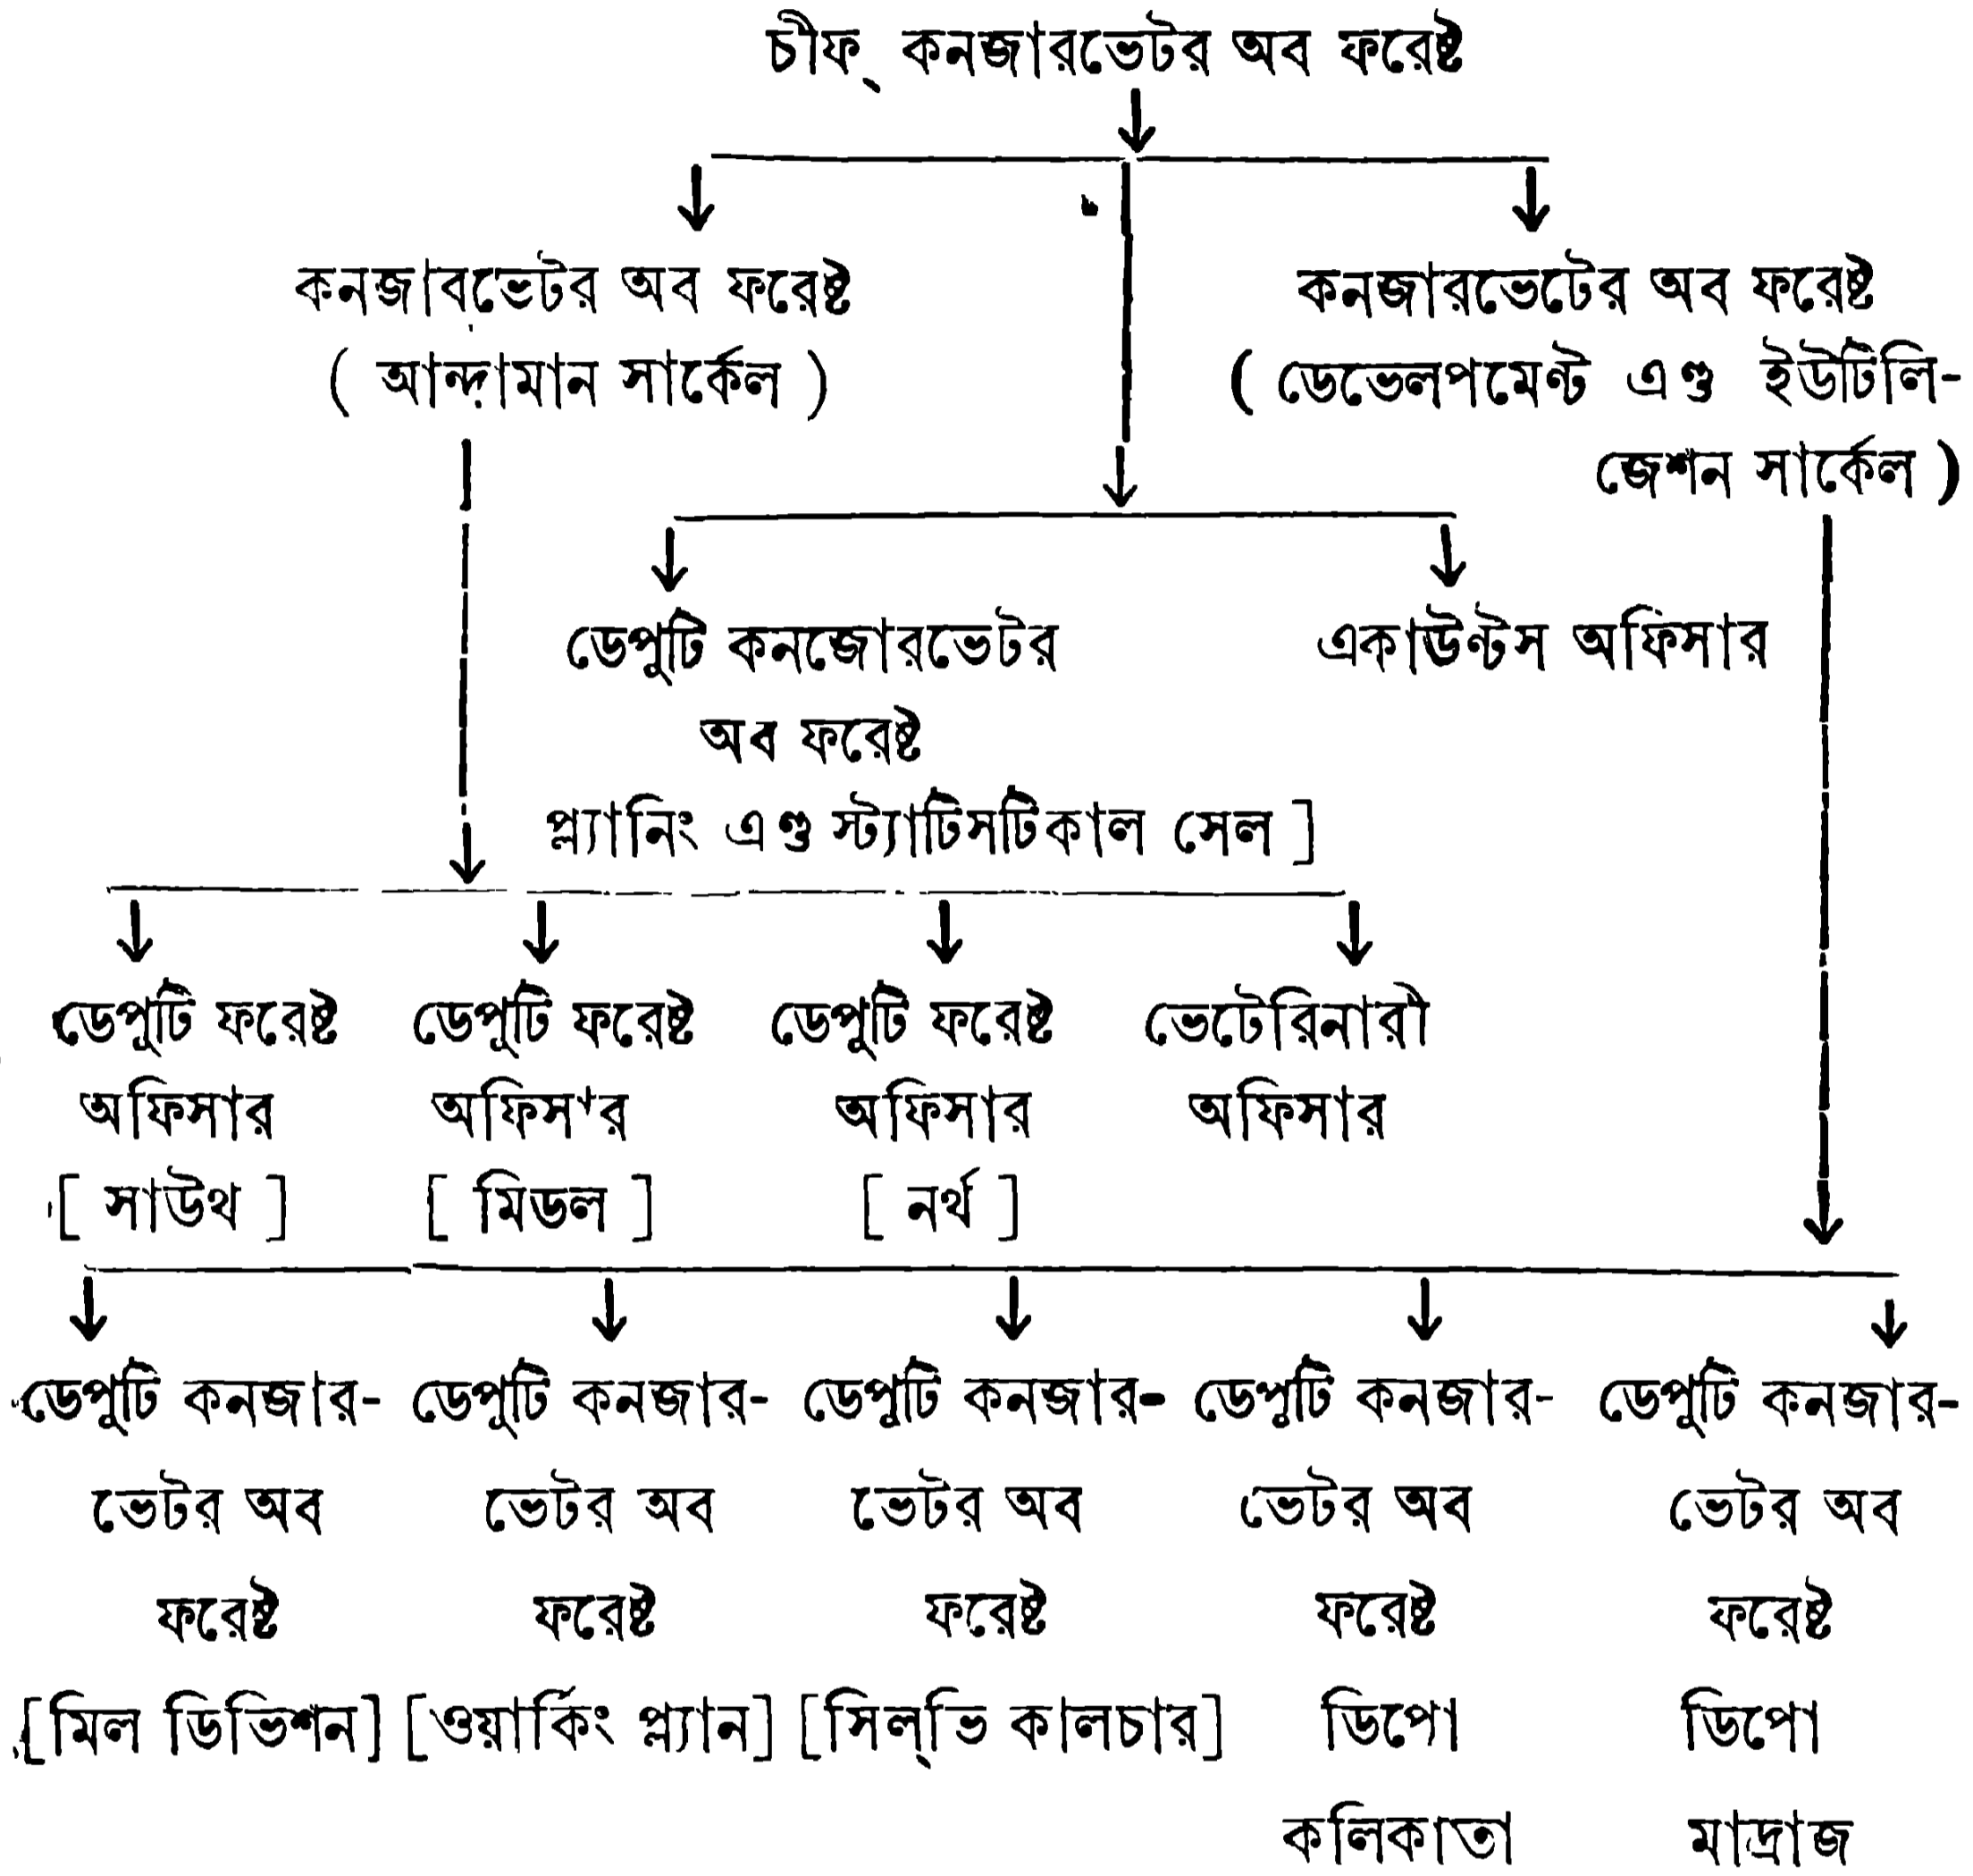 চীফ্ কনজারভেটর অব ফরেষ্ট
কনজাবভেটর অব ফরেষ্ট
( আন্দামান সার্কেল )
কনজারভেটের অব ফরেষ্ট
( ডেভেলপমেন্ট এণ্ড ইউটিলি-
জেশন সার্কেল )
ডেপুটি কনজোরভেটর
অব ফরেষ্ট
প্ল্যানিং এণ্ড স্ট্যাটিসটিকাল সেল ]
একাউন্টস অফিসার
ডেপুটি ফরেষ্ট
অফিসার
[ সাউথ ]
ডেপুটি ফরেষ্ট
অফিসার
[ মিডল ]
ডেপুটি ফরেষ্ট
অফিসার
[ নর্থ ]
ভেটেরিনারী
অফিসার
ডেপুটি কনজার-
ভেটর অব
ফরেষ্ট
[মিল ডিভিশন]
ডেপুটি কনজার-
ভেটর অব
ফরেষ্ট
[ওয়ার্কিং প্ল্যান]
ডেপুটি কনজার-
ভেটর অব
ফরেষ্ট
[সিল্ভি কালচার]
ডেপুটি কনজার-
ভেটর অব
ফরেষ্ট
ডিপো
কলিকাতা
ডেপুটি কনজার-
ভেটর অব
ফরেষ্ট
ডিপো
মাদ্রাজ